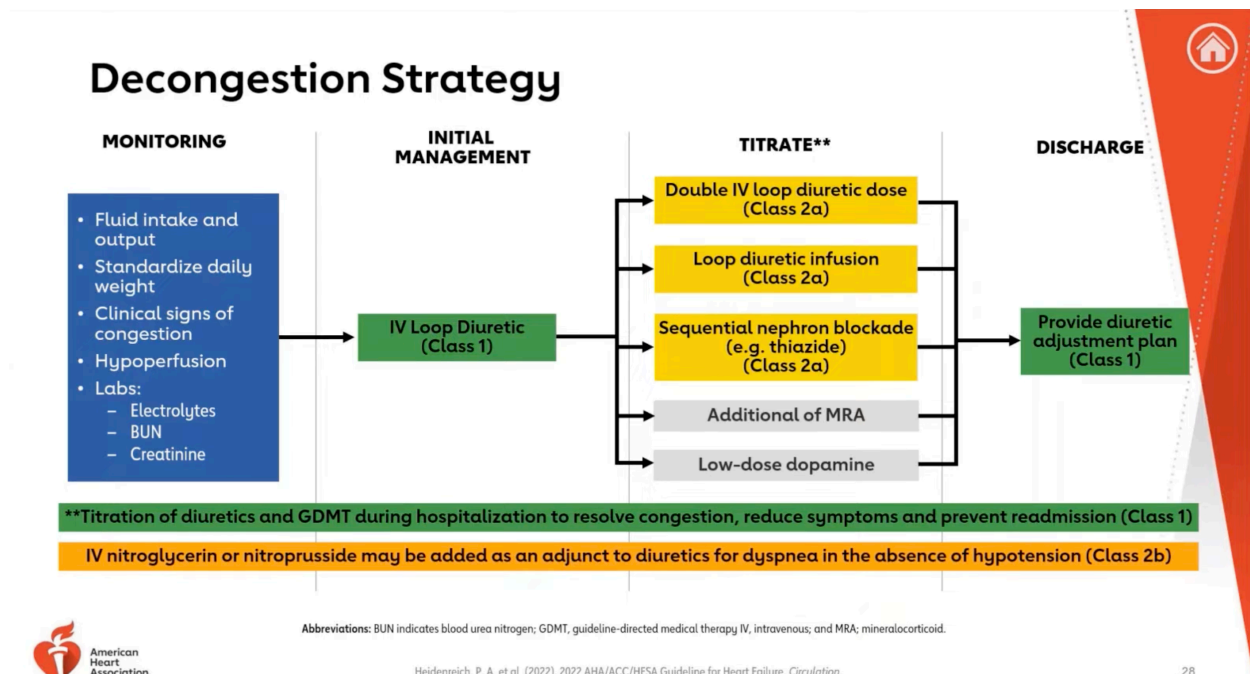 Decongestion Strategy
MONITORING
• Fluid intake and
output
• Standardize daily
weight
• Clinical signs of
congestion
• Hypoperfusion
• Labs:
– Electrolytes
– BUN
– Creatinine
INITIAL
MANAGEMENT
IV Loop Diuretic
(Class 1)
TITRATE**
Double IV loop diuretic dose
(Class 2a)
Loop diuretic infusion
(Class 2a)
Sequential nephron blockade
(e.g. thiazide)
(Class 2a)
Additional of MRA
Low-dose dopamine
DISCHARGE
Provide diuretic
adjustment plan
(Class 1)
**Titration of diuretics and GDMT during hospitalization to resolve congestion, reduce symptoms and prevent readmission (Class 1)
IV nitroglycerin or nitroprusside may be added as an adjunct to diuretics for dyspnea in the absence of hypotension (Class 2b)
Abbreviations: BUN indicates blood urea nitrogen; GDMT, guideline-directed medical therapy IV, intravenous; and MRA; mineralocorticoid.
American
Heart
Association
Heidenreich, P. A. et al. (2022). 2022 AHA/ACC/HFSA Guideline for Heart Failure. Circulation
28